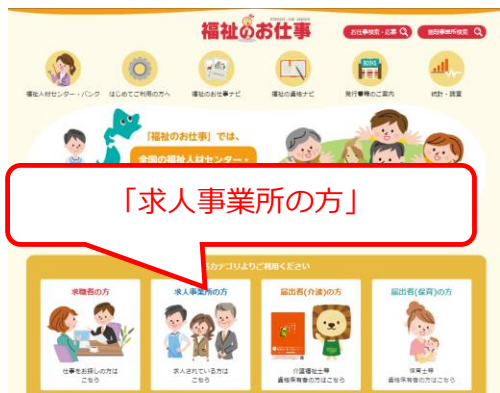 福祉のお仕事
お仕事検索・応募
施設事業所検索
福祉人材センター・バンク
はじめてご利用の方へ
福祉のお仕事ナビ
福祉の資格ナビ
発行書等のご案内
統計・調査
BOOKS
「福祉のお仕事」では、
全国の福祉人材センター・
「求人事業所の方」
カテゴリよりご利用ください
求職者の方
求人事業所の方
届出者(介護)の方
届出者(保育)の方
仕事をお探しの方は
こちら
求人されている方は
こちら
介護福祉士等
資格保有者の方はこちら
保育士等
資格保有者の方はこちら